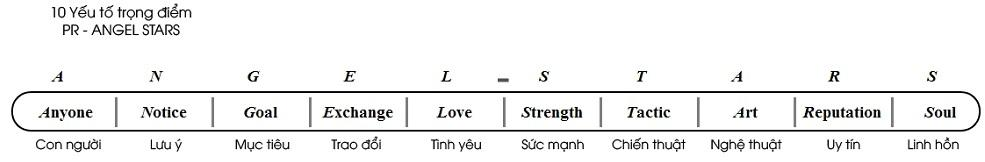 10 Yếu tố trọng điểm
PR - ANGEL STARS
A N G E L - S T A R S
Anyone | Notice | Goal | Exchange | Love | Strength | Tactic | Art | Reputation | Soul
Con người Lưu ý Mục tiêu Trao đổi Tình yêu Sức mạnh Chiến thuật Nghệ thuật Uy tín Linh hồn